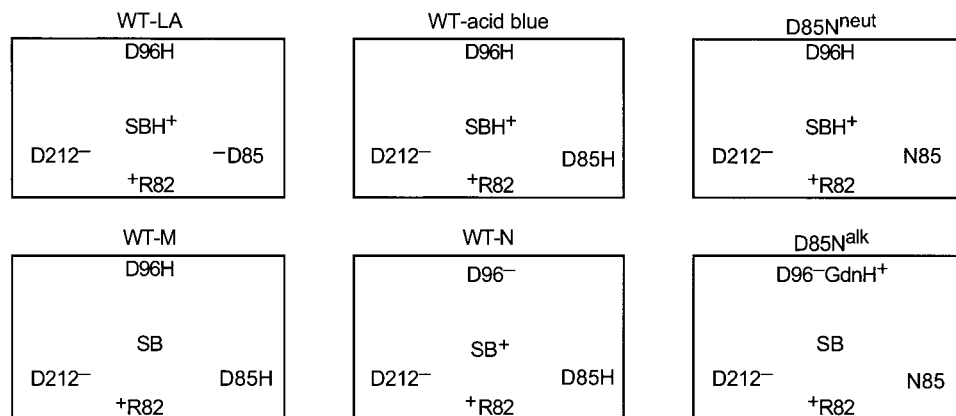 WT-LA WT-acid blue D85Nneut
D96H D96H D96H
SBH+ SBH+ SBH+
D212– –D85 D212– D85H D212– N85
+R82 +R82 +R82
WT-M WT-N D85Nalk
D96H D96– D96–GdnH+
SB SB+ SB
D212– D85H D212– D85H D212– N85
+R82 +R82 +R82